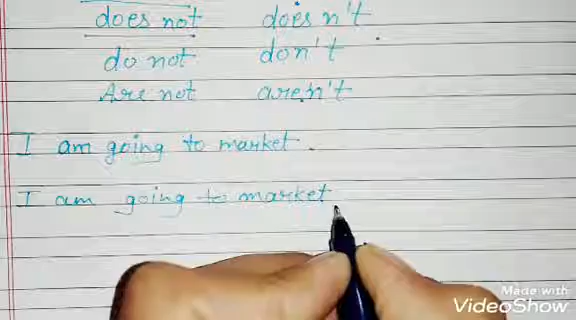 does not does n't
do not don't
Are not aren't
I am going to market .
I am going to market
Made with
VideoShow